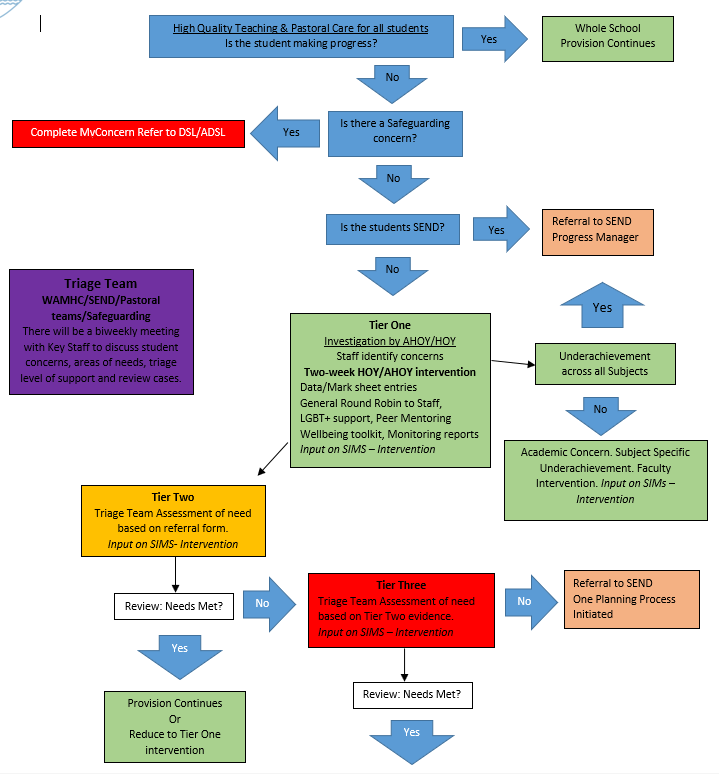 High Quality Teaching & Pastoral Care for all students
Is the student making progress?
Yes
Whole School
Provision Continues
No
Is there a Safeguarding
concern?
Yes
Complete MyConcern Refer to DSL/ADSL
No
Is the students SEND?
Yes
Referral to SEND
Progress Manager
No
Triage Team
WAMHC/SEND/Pastoral
teams/Safeguarding
There will be a biweekly meeting
with Key Staff to discuss student
concerns, areas of needs, triage
level of support and review cases.
Tier One
Investigation by AHOY/HOY
Staff identify concerns
Two-week HOY/AHOY intervention
Data/Mark sheet entries
General Round Robin to Staff,
LGBT+ support, Peer Mentoring
Wellbeing toolkit, Monitoring reports
Input on SIMS – Intervention
Yes
Underachievement
across all Subjects
No
Academic Concern. Subject Specific
Underachievement. Faculty
Intervention. Input on SIMs –
Intervention
Tier Two
Triage Team Assessment of need
based on referral form.
Input on SIMS- Intervention
Review: Needs Met?
No
Tier Three
Triage Team Assessment of need
based on Tier Two evidence.
Input on SIMS – Intervention
No
Referral to SEND
One Planning Process
Initiated
Yes
Provision Continues
Or
Reduce to Tier One
intervention
Review: Needs Met?
Yes